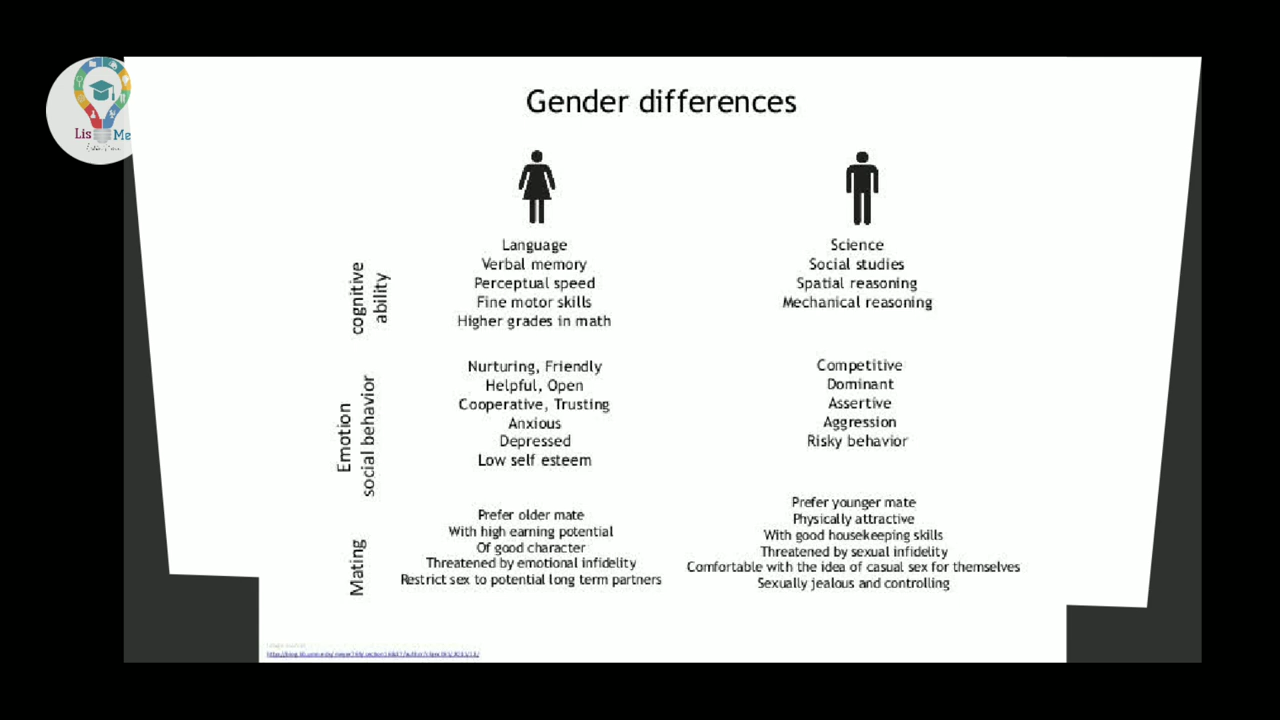 Lis Me
Gender differences
cognitive
ability
Language
Verbal memory
Perceptual speed
Fine motor skills
Higher grades in math
Science
Social studies
Spatial reasoning
Mechanical reasoning
Emotion
social behavior
Nurturing, Friendly
Helpful, Open
Cooperative, Trusting
Anxious
Depressed
Low self esteem
Competitive
Dominant
Assertive
Aggression
Risky behavior
Mating
Prefer older mate
With high earning potential
Of good character
Threatened by emotional infidelity
Restrict sex to potential long term partners
Prefer younger mate
Physically attractive
With good housekeeping skills
Threatened by sexual infidelity
Comfortable with the idea of casual sex for themselves
Sexually jealous and controlling